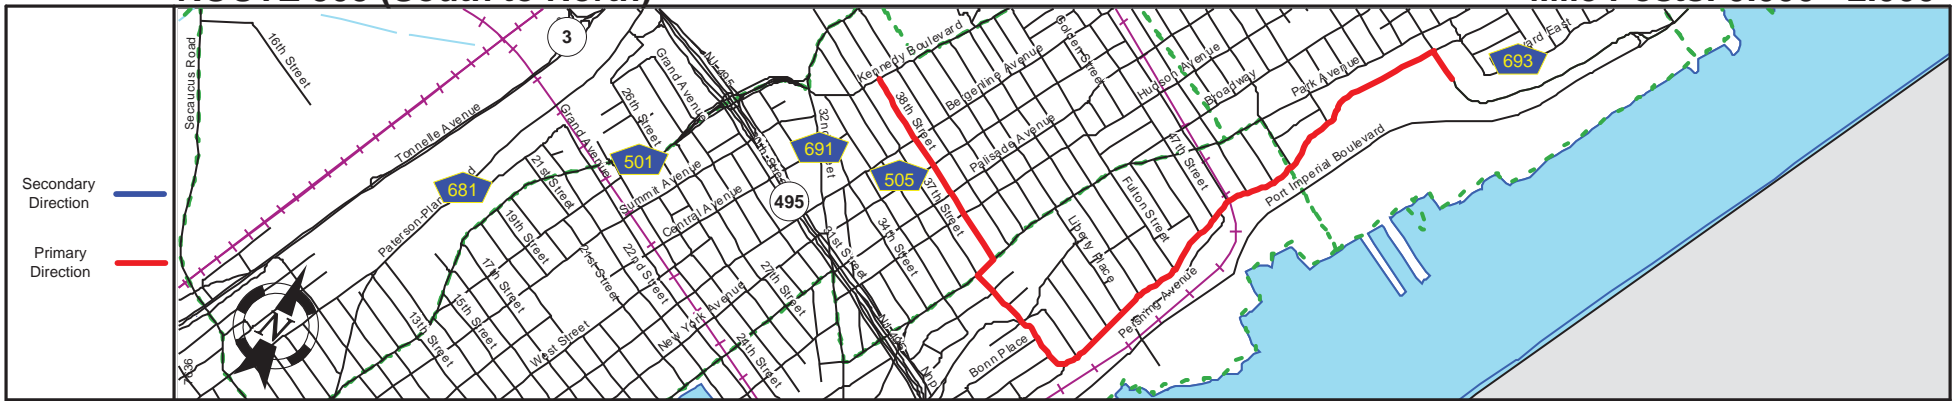 Secondary
Direction
Primary
Direction
Secaucus Road
16th Street
3
Tonnelle Avenue
Grand Avenue
NJ 495
26th Street
Grand Avenue
501
681
21st Street
19th Street
17th Street
15th Street
13th Street
Summit Avenue
Central Avenue
21st Street
22nd Street
West Street
New York Avenue
24th Street
27th Street
495
691
505
31st Street
34th Street
Kennedy Boulevard
38th Street
37th Street
Bergenline Avenue
Palisade Avenue
Hudson Avenue
Broadway
Park Avenue
693
47th Street
Fulton Street
Liberty Place
Port Imperial Boulevard
Pershing Avenue
Bonn Place
N